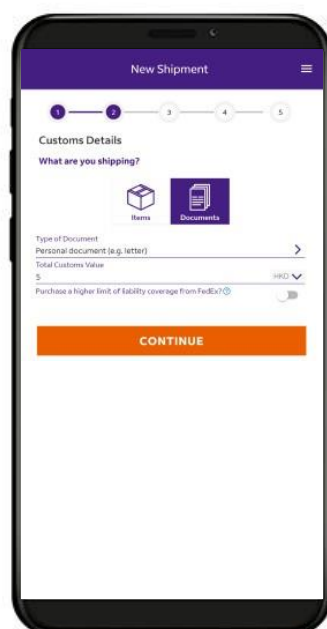 New Shipment
1 2 3 4 5
Customs Details
What are you shipping?
Items Documents
Type of Document
Personal document (e.g. letter)
Total Customs Value
5 HKD
Purchase a higher limit of liability coverage from FedEx? ?
CONTINUE